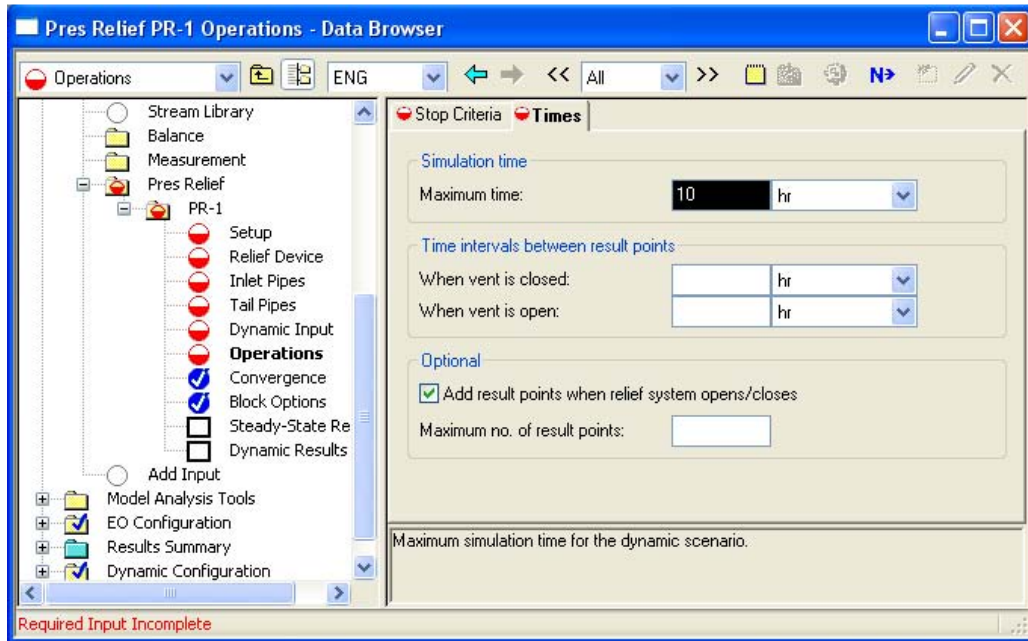 Pres Relief PR-1 Operations - Data Browser
Operations ENG << All >> N>
Stream Library
Balance
Measurement
Pres Relief
PR-1
Setup
Relief Device
Inlet Pipes
Tail Pipes
Dynamic Input
Operations
Convergence
Block Options
Steady-State Re
Dynamic Results
Add Input
Model Analysis Tools
EO Configuration
Results Summary
Dynamic Configuration
Stop Criteria Times
Simulation time
Maximum time: 10 hr
Time intervals between result points
When vent is closed: hr
When vent is open: hr
Optional
Add result points when relief system opens/closes
Maximum no. of result points:
Maximum simulation time for the dynamic scenario.
Required Input Incomplete